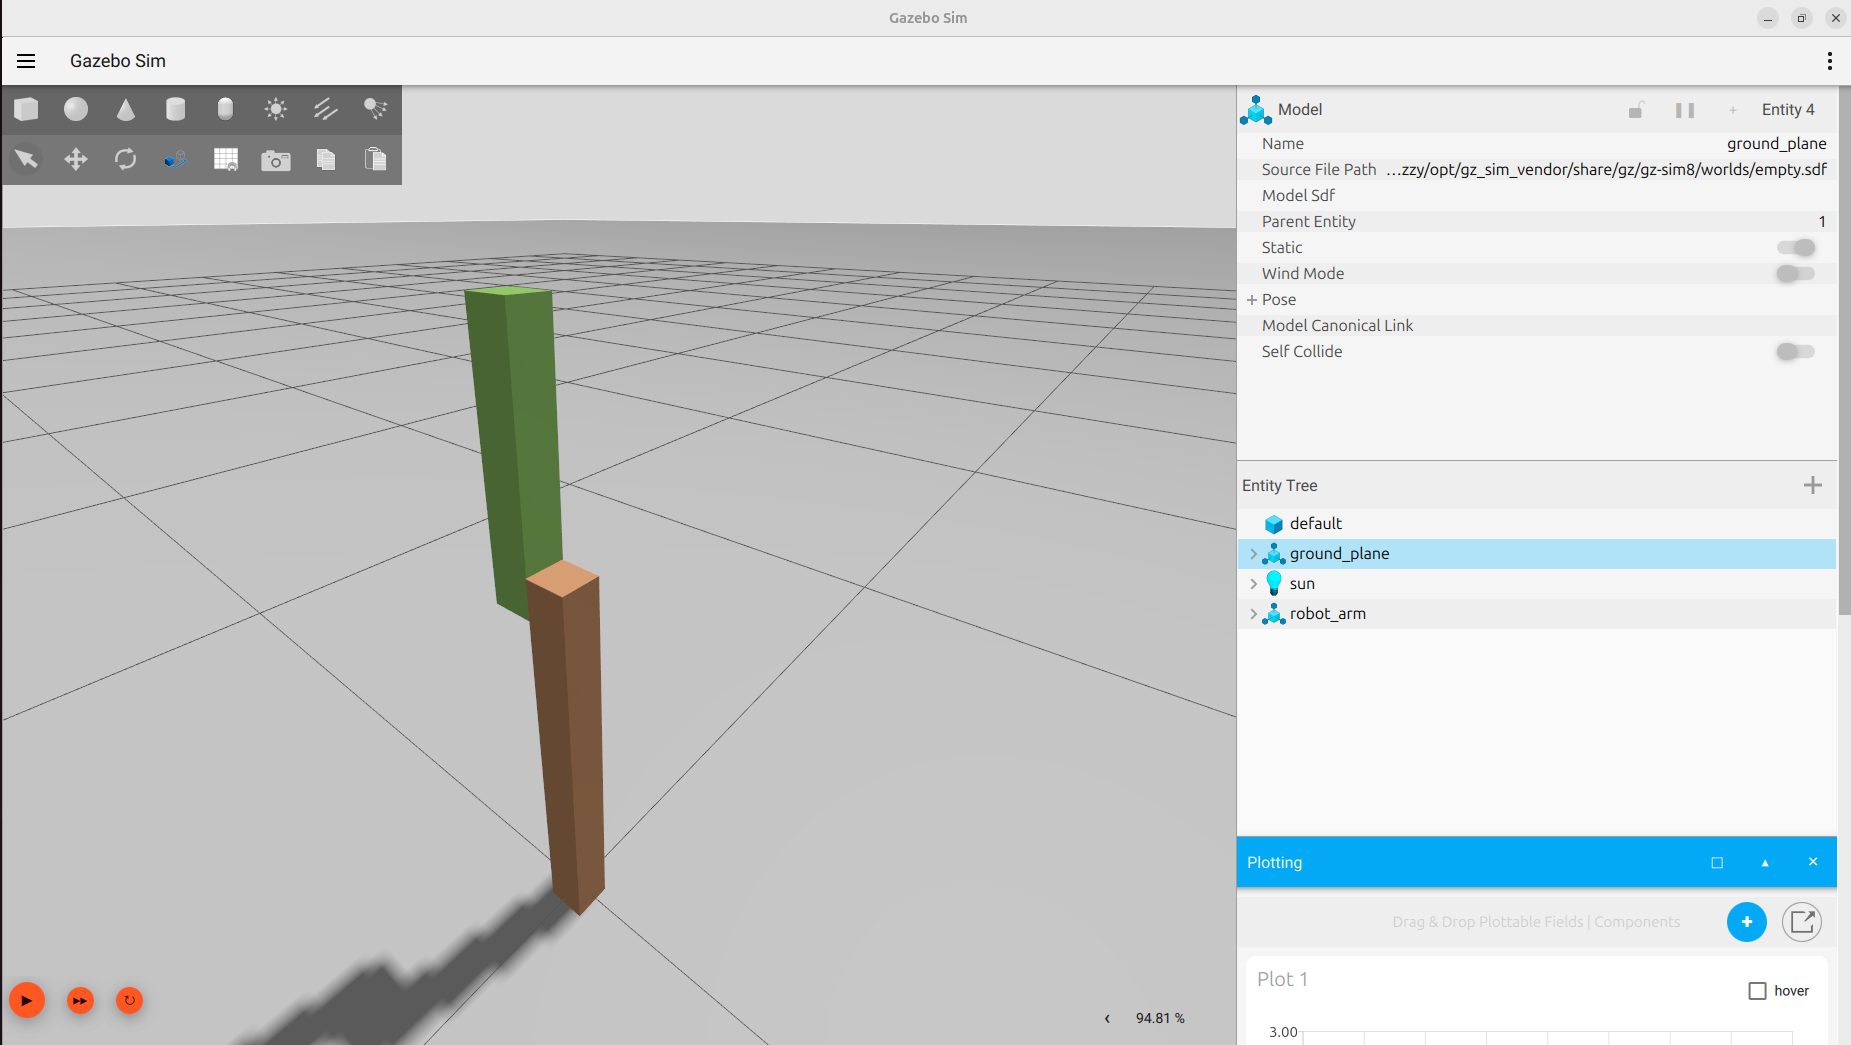 Gazebo Sim
Gazebo Sim
Model
Entity 4
Name
ground_plane
Source File Path
...zzy/opt/gz_sim_vendor/share/gz/gz-sim8/worlds/empty.sdf
Model Sdf
Parent Entity
1
Static
Wind Mode
+ Pose
Model Canonical Link
Self Collide
Entity Tree
default
ground_plane
sun
robot_arm
Plotting
Drag & Drop Plottable Fields | Components
Plot 1
hover
94.81 %
3.00